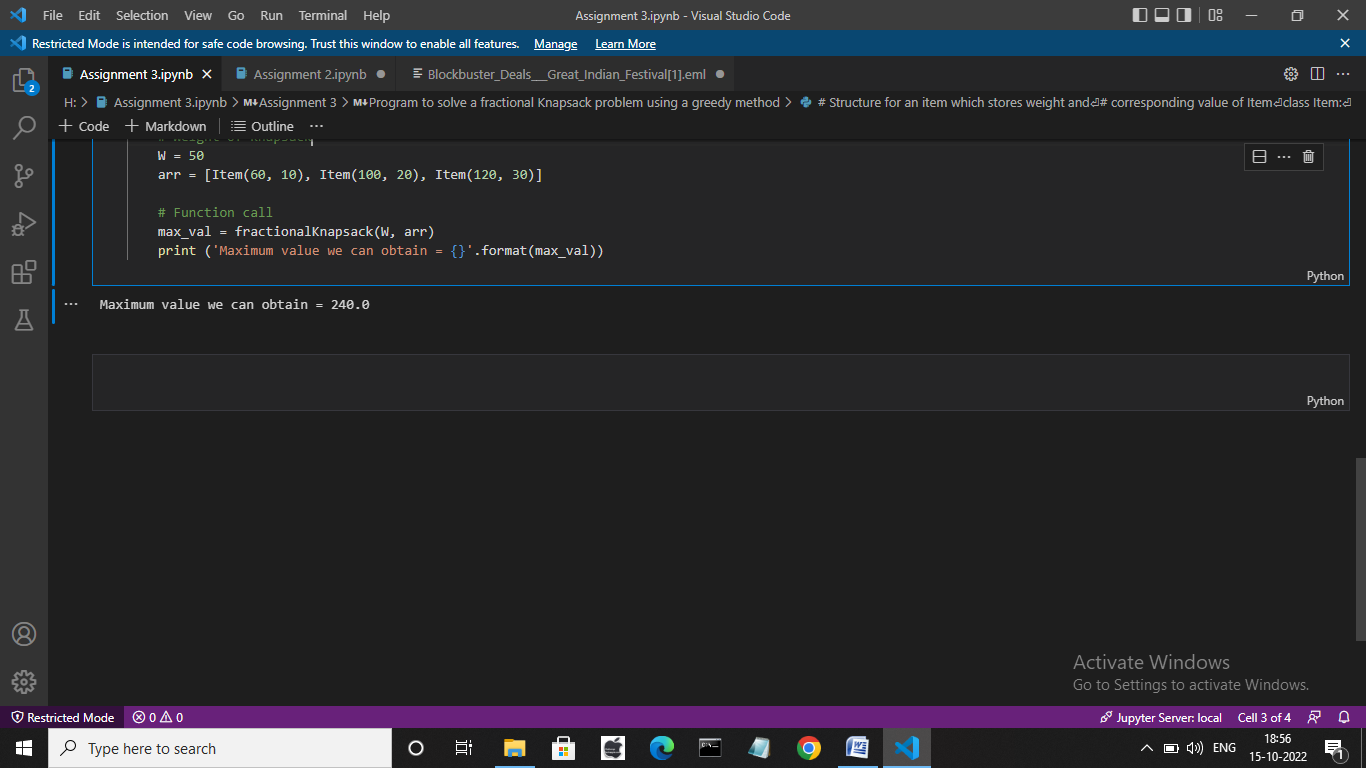 File Edit Selection View Go Run Terminal Help Assignment 3.ipynb - Visual Studio Code
Restricted Mode is intended for safe code browsing. Trust this window to enable all features. Manage Learn More
Assignment 3.ipynb Assignment 2.ipynb Blockbuster_Deals___Great_Indian_Festival[1].eml
H: > Assignment 3.ipynb > M↓Assignment 3 > M↓Program to solve a fractional Knapsack problem using a greedy method > # Structure for an item which stores weight and⏎# corresponding value of Item⏎class Item:⏎
+ Code + Markdown Outline ...
# Weight of Knapsack
W = 50
arr = [Item(60, 10), Item(100, 20), Item(120, 30)]
# Function call
max_val = fractionalKnapsack(W, arr)
print ('Maximum value we can obtain = {}'.format(max_val))
Python
Maximum value we can obtain = 240.0
Python
Activate Windows
Go to Settings to activate Windows.
2
Restricted Mode 0 0 Jupyter Server: local Cell 3 of 4
Type here to search ENG 18:56
15-10-2022 1